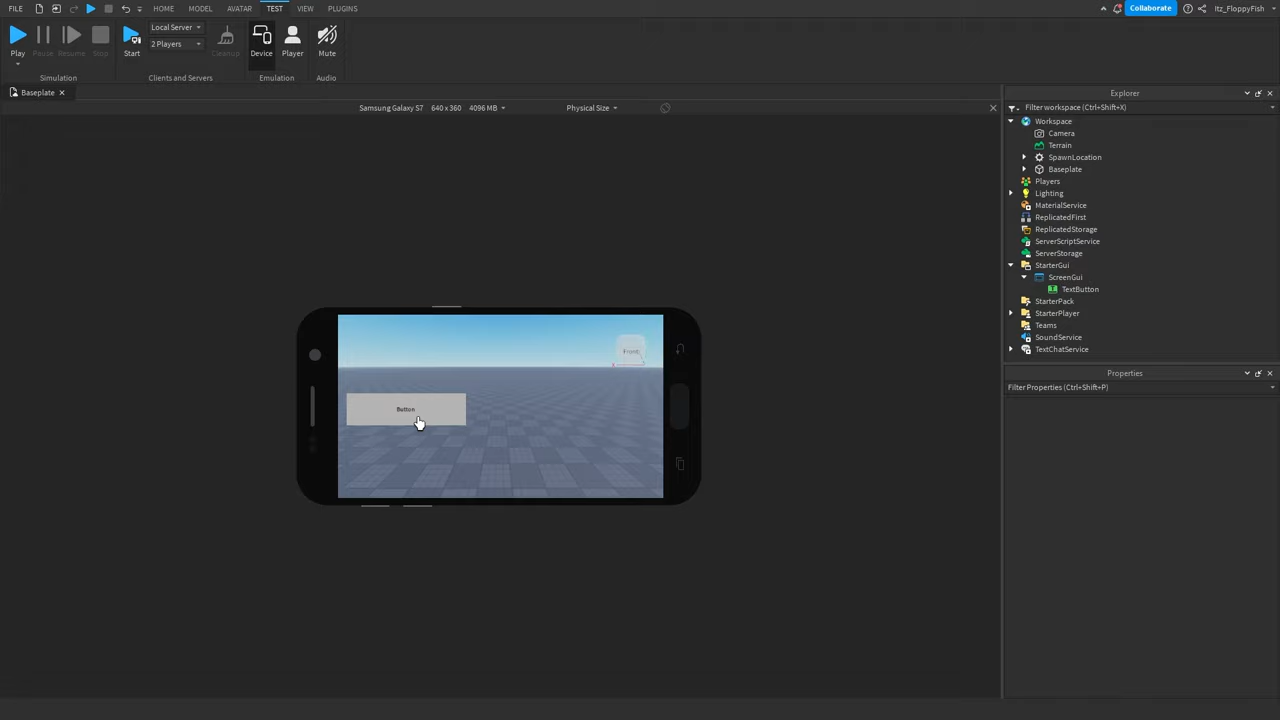 FILE HOME MODEL AVATAR TEST VIEW PLUGINS Collaborate Itz_FloppyFish
Play Pause Resume Stop
Simulation
Start Local Server
2 Players
Cleanup
Clients and Servers
Device Player
Emulation
Mute
Audio
Baseplate
Samsung Galaxy S7 640 x 360 4096 MB Physical Size
Front
Button
Explorer
Filter workspace (Ctrl+Shift+X)
Workspace
Camera
Terrain
SpawnLocation
Baseplate
Players
Lighting
MaterialService
ReplicatedFirst
ReplicatedStorage
ServerScriptService
ServerStorage
StarterGui
ScreenGui
TextButton
StarterPack
StarterPlayer
Teams
SoundService
TextChatService
Properties
Filter Properties (Ctrl+Shift+P)